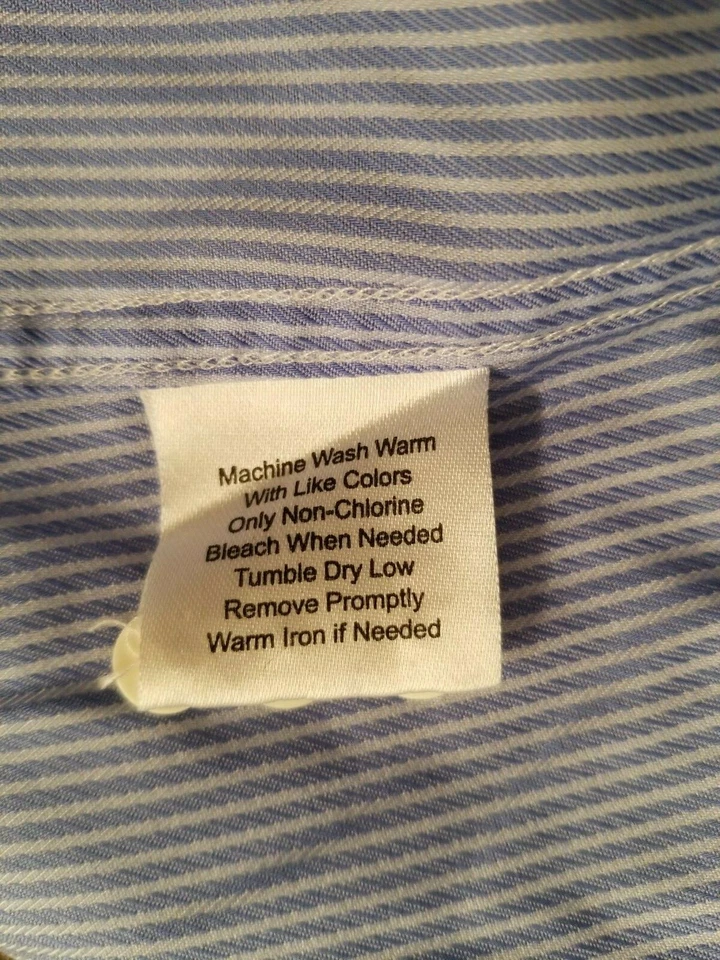 Machine Wash Warm
With Like Colors
Only Non-Chlorine
Bleach When Needed
Tumble Dry Low
Remove Promptly
Warm Iron if Needed